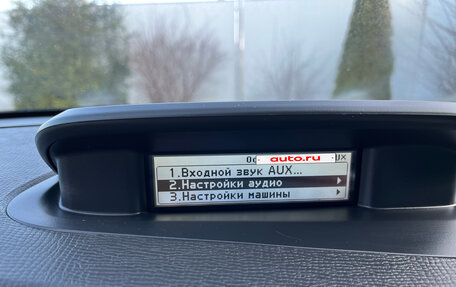 auto.ru
1.Входной звук AUX...
2.Настройки аудио
3.Настройки машины